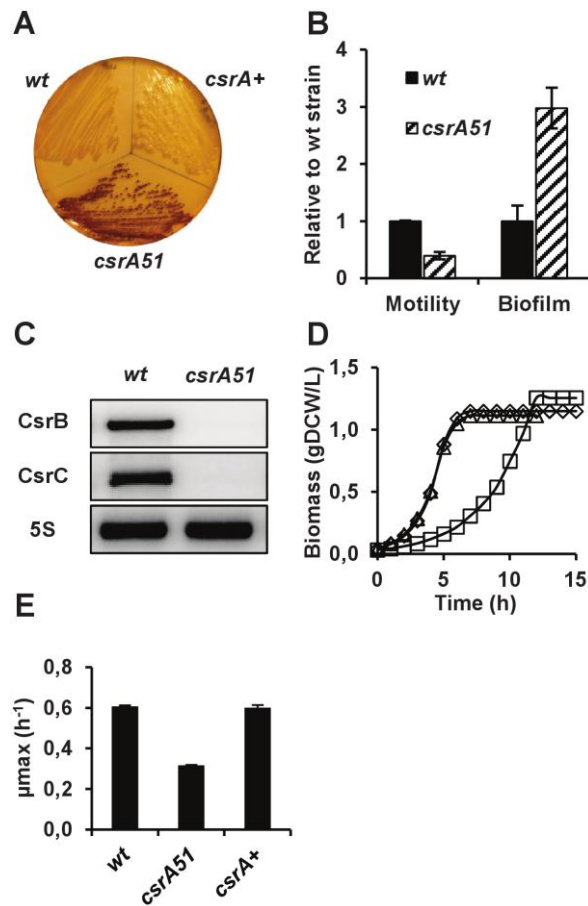 A
wt
csrA+
csrA51
B
Relative to wt strain
4
3
2
1
0
wt
csrA51
Motility
Biofilm
C
wt
csrA51
CsrB
CsrC
5S
D
Biomass (gDCW/L)
1,5
1,0
0,5
0,0
0
5
10
15
Time (h)
E
µmax (h-1)
0,8
0,6
0,4
0,2
0,0
wt
csrA51
csrA+